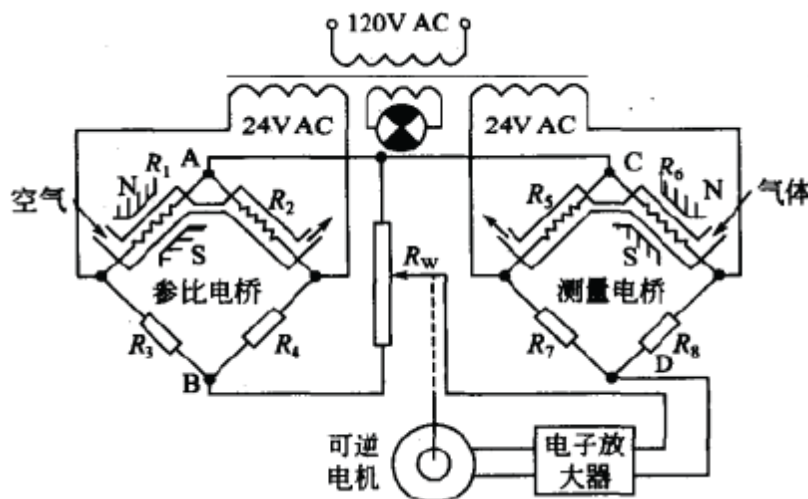 120V AC
24V AC
24V AC
A
C
R1
R2
R5
R6
N
N
空气
气体
S
S
RW
参比电桥
测量电桥
R3
R4
R7
R8
B
D
可逆
电机
电子放
大器